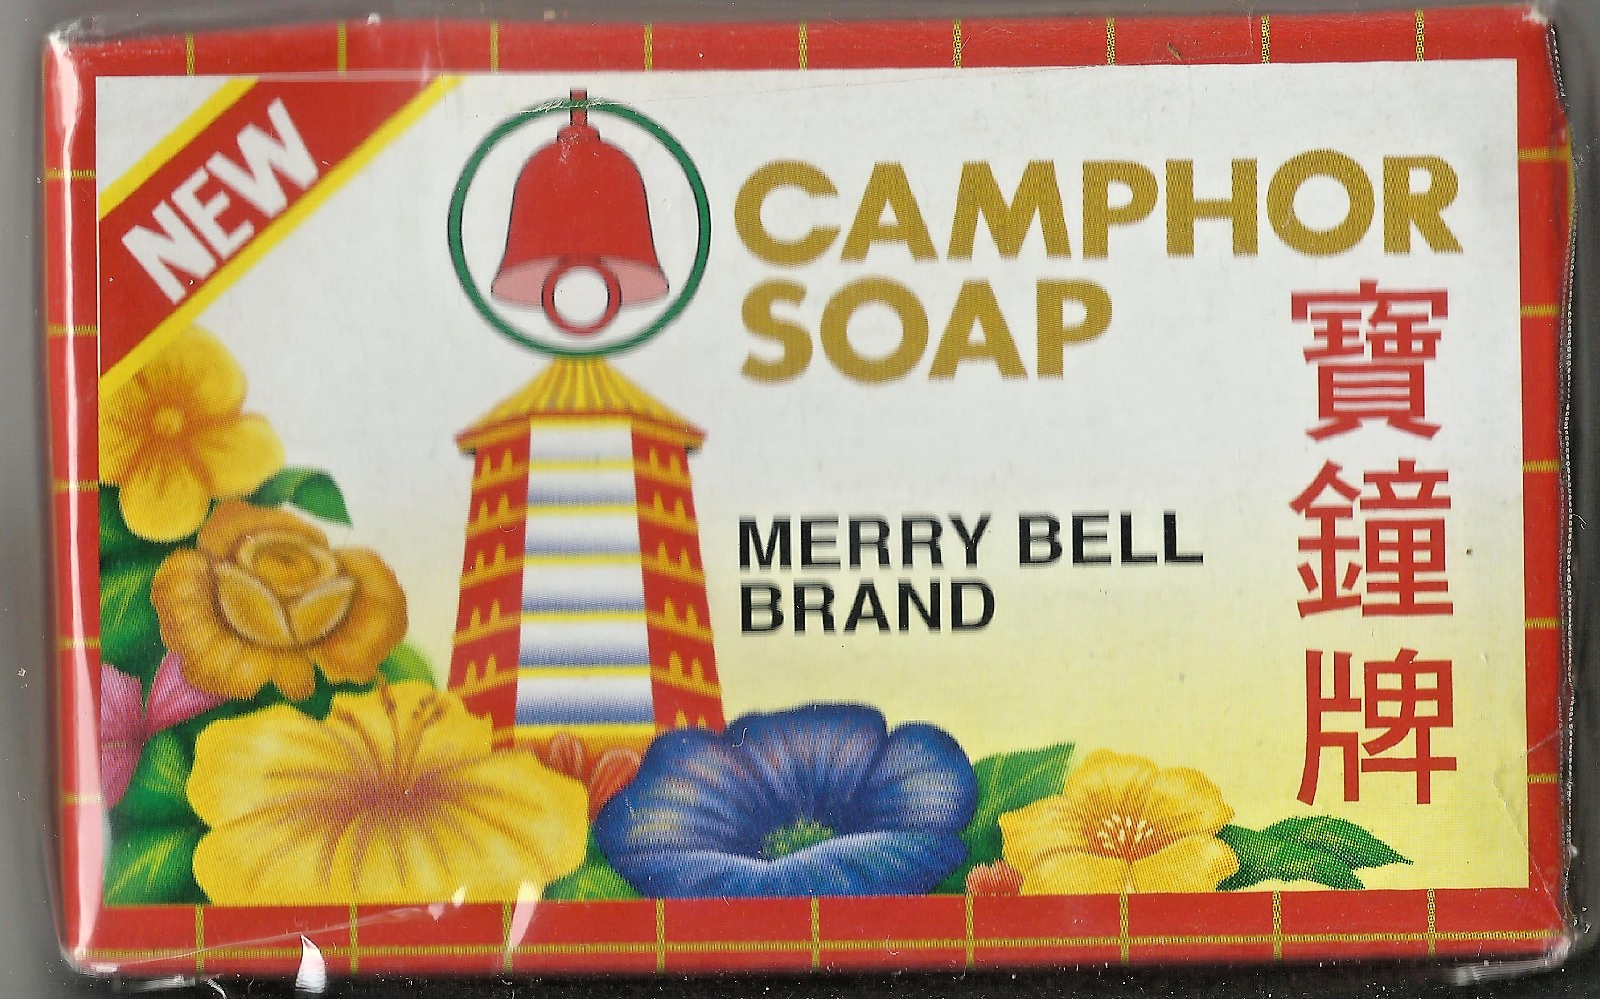 NEW
CAMPHOR
SOAP
MERRY BELL
BRAND
寶鐘牌